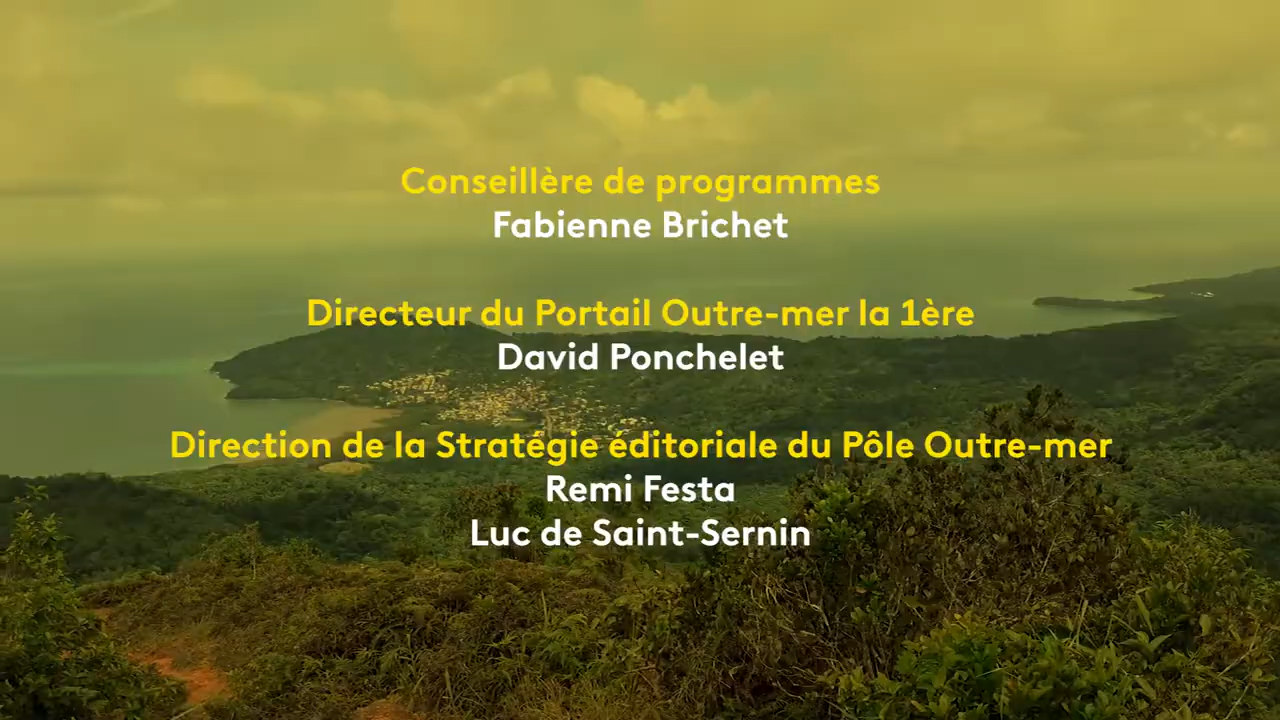 Conseillère de programmes
Fabienne Brichet
Directeur du Portail Outre-mer la 1ère
David Ponchelet
Direction de la Stratégie éditoriale du Pôle Outre-mer
Remi Festa
Luc de Saint-Sernin